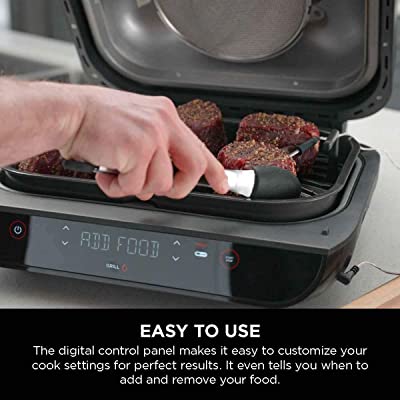 ADD FOOD
GRILL
EASY TO USE
The digital control panel makes it easy to customize your
cook settings for perfect results. It even tells you when to
add and remove your food.